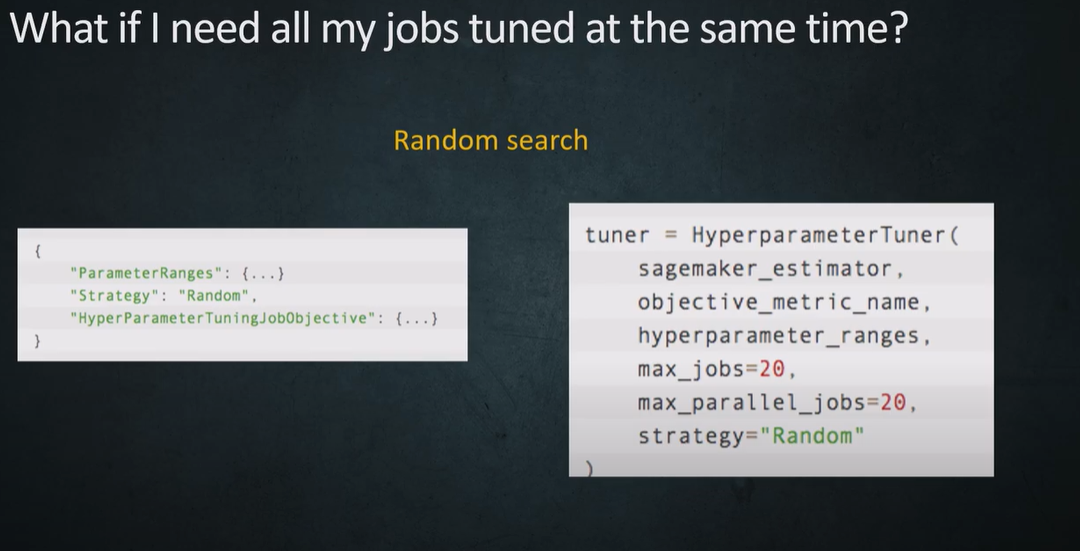 What if I need all my jobs tuned at the same time?
Random search
{
"ParameterRanges": {...}
"Strategy": "Random",
"HyperParameterTuningJobObjective": {...}
}
tuner = HyperparameterTuner(
sagemaker_estimator,
objective_metric_name,
hyperparameter_ranges,
max_jobs=20,
max_parallel_jobs=20,
strategy="Random"
)